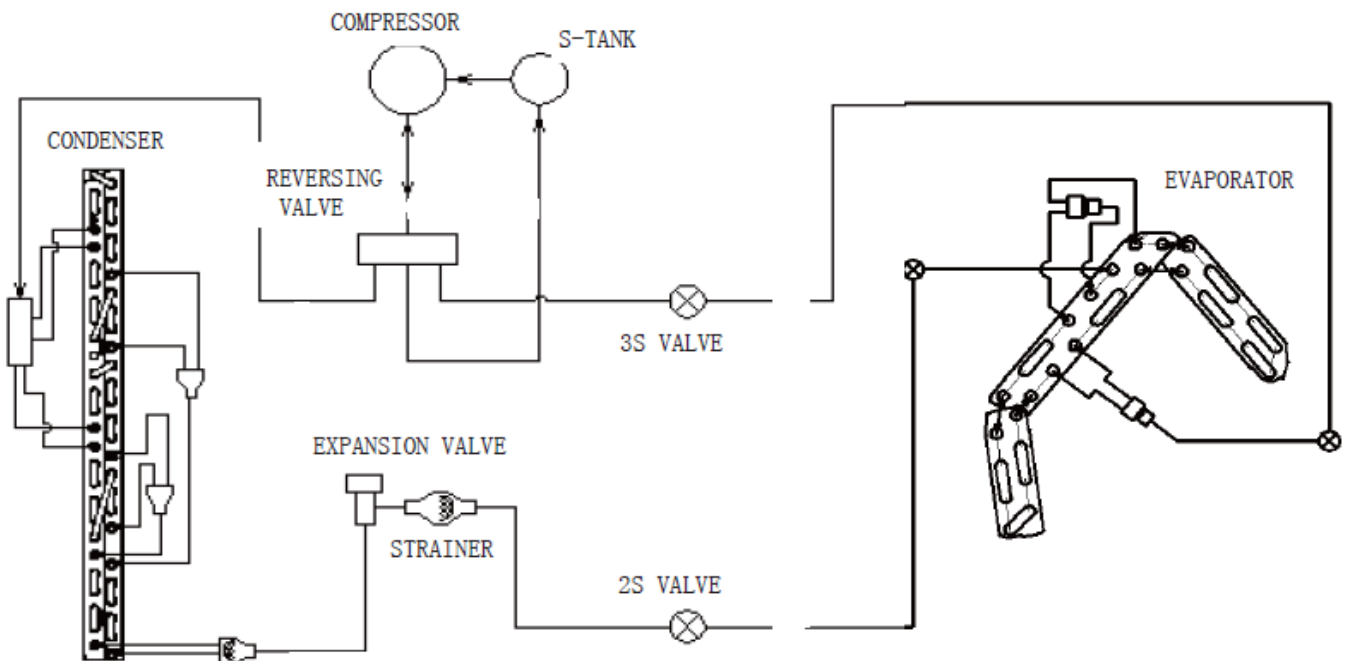 COMPRESSOR
S-TANK
CONDENSER
REVERSING
VALVE
EVAPORATOR
3S VALVE
EXPANSION VALVE
STRAINER
2S VALVE